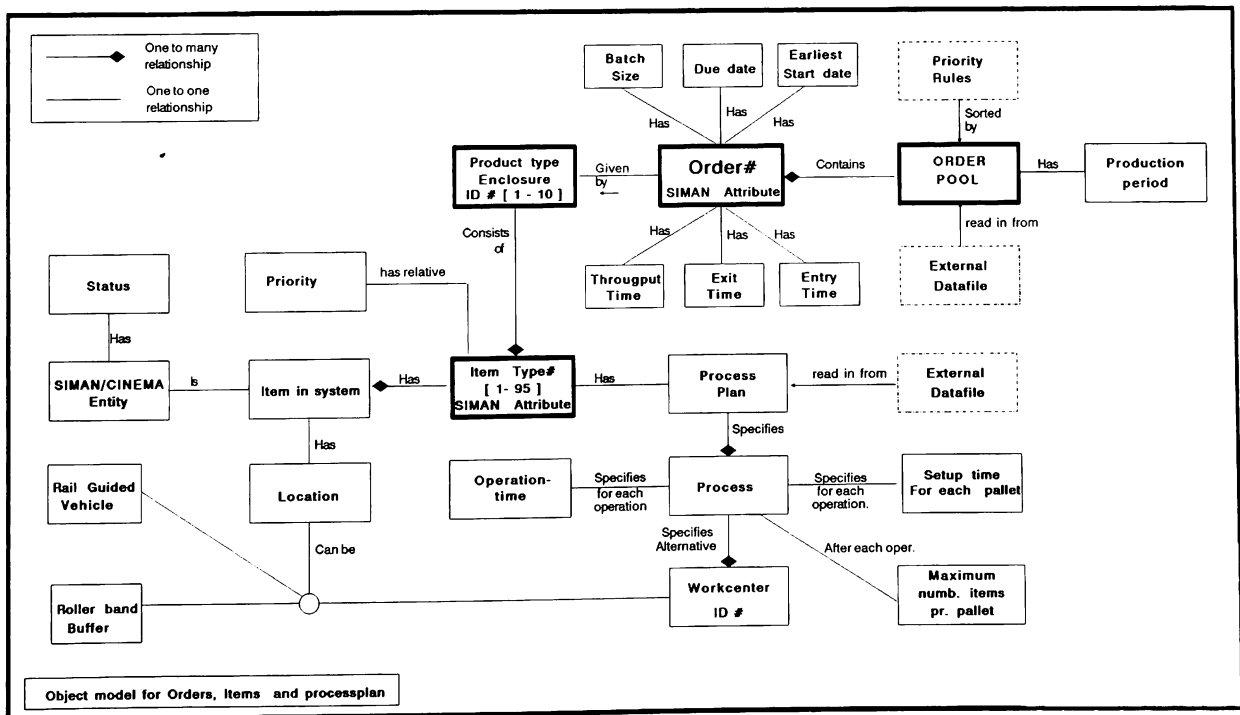 One to many
relationship
One to one
relationship
Batch
Size
Due date
Earliest
Start date
Priority
Rules
Has
Has
Has
Sorted
by
Product type
Enclosure
ID # [ 1 - 10 ]
Given
by
Order#
SIMAN Attribute
Contains
ORDER
POOL
Has
Production
period
Consists
of
Has
Has
Has
read in from
Status
Priority
has relative
Througput
Time
Exit
Time
Entry
Time
External
Datafile
Has
SIMAN/CINEMA
Entity
Is
Item in system
Has
Item Type#
[ 1- 95 ]
SIMAN Attribute
Has
Process
Plan
read in from
External
Datafile
Has
Specifies
Rail Guided
Vehicle
Location
Operation-
time
Specifies
for each
operation
Process
Specifies
for each
operation.
Setup time
For each pallet
Can be
Specifies
Alternative
After each oper.
Roller band
Buffer
Workcenter
ID #
Maximum
numb. items
pr. pallet
Object model for Orders, Items and processplan